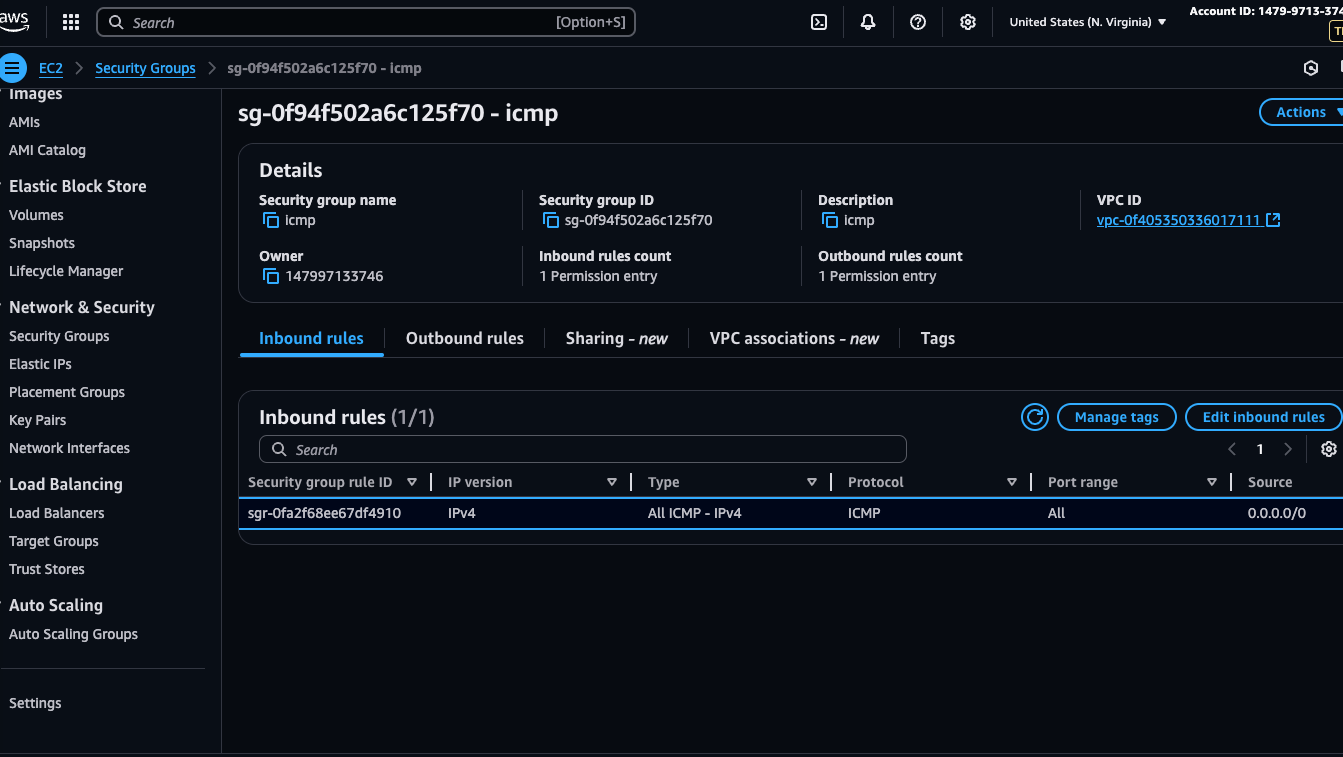 aws
Search [Option+S]
United States (N. Virginia)
Account ID: 1479-9713-374
EC2 Security Groups sg-0f94f502a6c125f70 - icmp
Images
AMIs
AMI Catalog
Elastic Block Store
Volumes
Snapshots
Lifecycle Manager
Network & Security
Security Groups
Elastic IPs
Placement Groups
Key Pairs
Network Interfaces
Load Balancing
Load Balancers
Target Groups
Trust Stores
Auto Scaling
Auto Scaling Groups
Settings
sg-0f94f502a6c125f70 - icmp
Actions
Details
Security group name
icmp
Security group ID
sg-0f94f502a6c125f70
Description
icmp
VPC ID
vpc-0f405350336017111
Owner
147997133746
Inbound rules count
1 Permission entry
Outbound rules count
1 Permission entry
Inbound rules Outbound rules Sharing - new VPC associations - new Tags
Inbound rules (1/1)
Manage tags Edit inbound rules
Search
1
Security group rule ID IP version Type Protocol Port range Source
sgr-0fa2f68ee67df4910 IPv4 All ICMP - IPv4 ICMP All 0.0.0.0/0